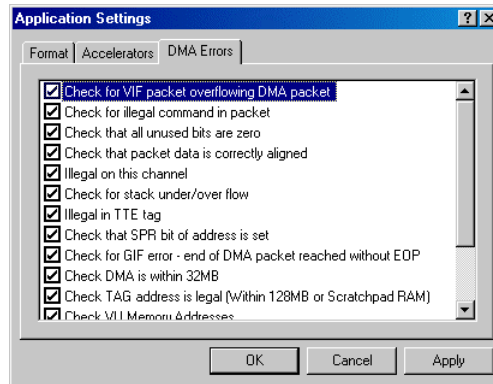 Application Settings
Format
Accelerators
DMA Errors
Check for VIF packet overflowing DMA packet
Check for illegal command in packet
Check that all unused bits are zero
Check that packet data is correctly aligned
Illegal on this channel
Check for stack under/over flow
Illegal in TTE tag
Check that SPR bit of address is set
Check for GIF error - end of DMA packet reached without EOP
Check DMA is within 32MB
Check TAG address is legal (Within 128MB or Scratchpad RAM)
Check VU Memory Addresses
OK
Cancel
Apply